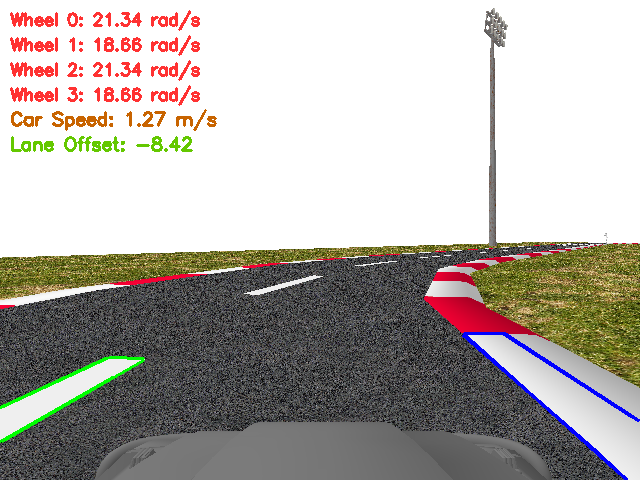 Wheel 0: 21.34 rad/s
Wheel 1: 18.66 rad/s
Wheel 2: 21.34 rad/s
Wheel 3: 18.66 rad/s
Car Speed: 1.27 m/s
Lane Offset: -8.42